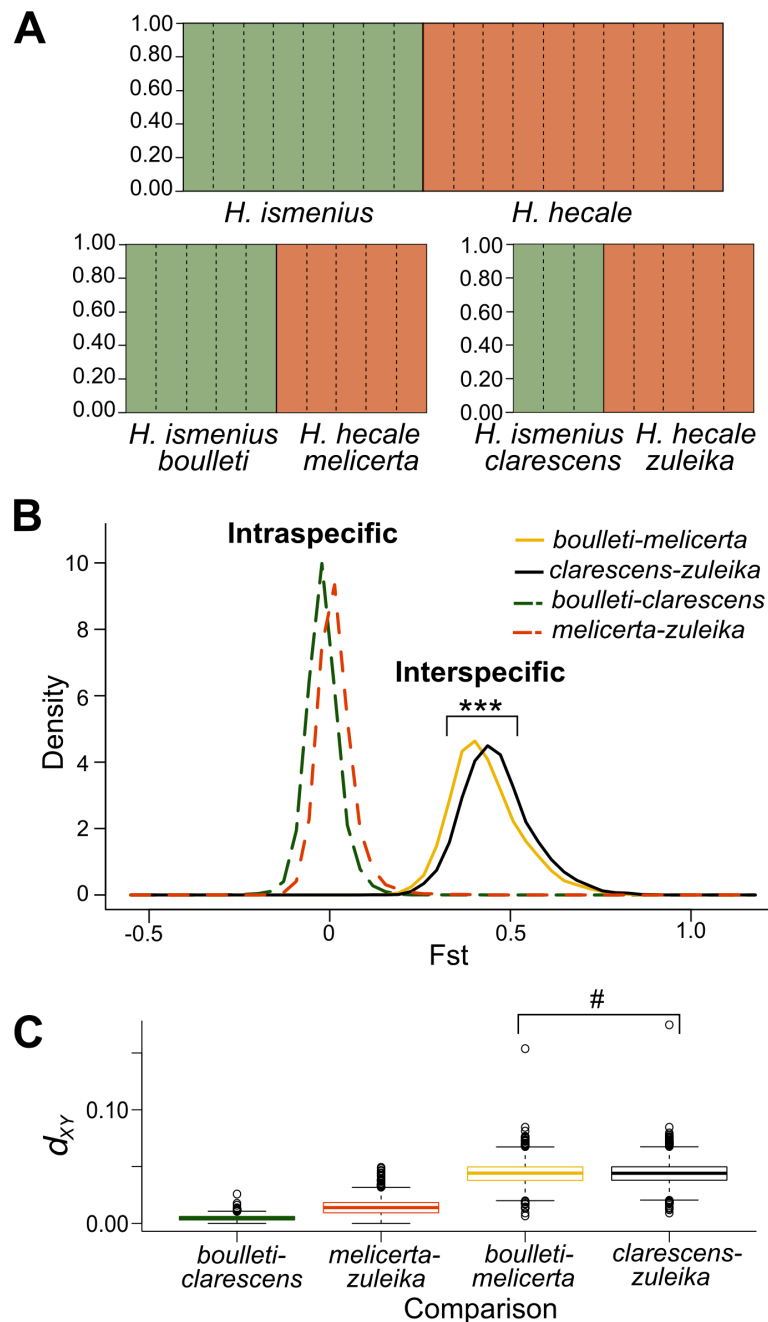 A
1.00
0.80
0.60
0.40
0.20
0.00
H. ismenius
H. hecale
1.00
0.80
0.60
0.40
0.20
0.00
H. ismenius
boulleti
H. hecale
melicerta
1.00
0.80
0.60
0.40
0.20
0.00
H. ismenius
clarescens
H. hecale
zuleika
B
Intraspecific
boulleti-melicerta
clarescens-zuleika
boulleti-clarescens
melicerta-zuleika
Interspecific
***
Density
10
8
6
4
2
0
-0.5
0
0.5
1.0
Fst
C
#
dXY
0.10
0.00
boulleti-
clarescens
melicerta-
zuleika
boulleti-
melicerta
clarescens-
zuleika
Comparison